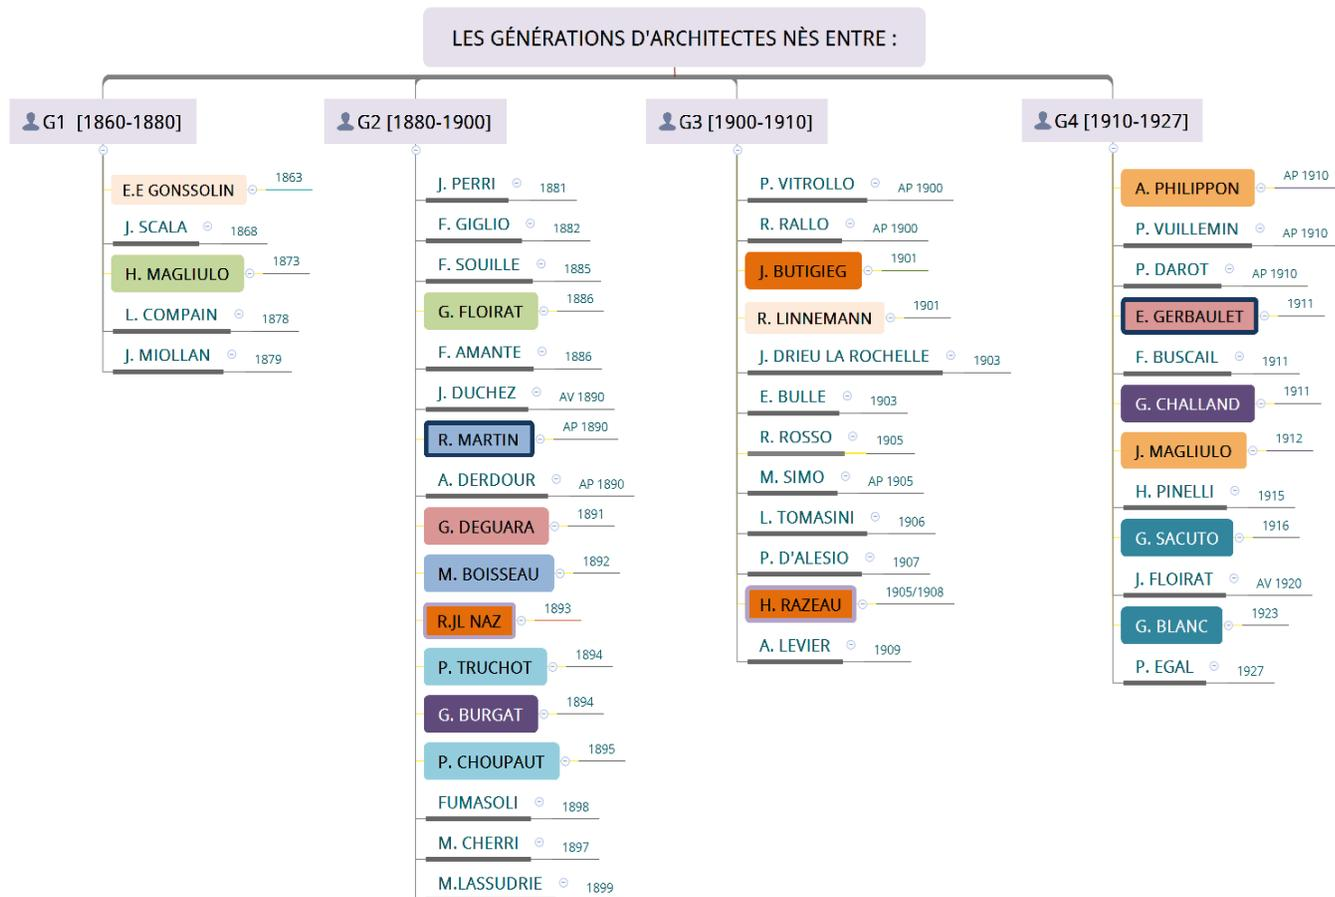 LES GÉNÉRATIONS D'ARCHITECTES NÈS ENTRE :
G1 [1860-1880]
E.E GONSSOLIN 1863
J. SCALA 1868
H. MAGLIULO 1873
L. COMPAIN 1878
J. MIOLLAN 1879
G2 [1880-1900]
J. PERRI 1881
F. GIGLIO 1882
F. SOUILLE 1885
G. FLOIRAT 1886
F. AMANTE 1886
J. DUCHEZ AV 1890
R. MARTIN AP 1890
A. DERDOUR AP 1890
G. DEGUARA 1891
M. BOISSEAU 1892
R.JL NAZ 1893
P. TRUCHOT 1894
G. BURGAT 1894
P. CHOUPAUT 1895
FUMASOLI 1898
M. CHERRI 1897
M.LASSUDRIE 1899
G3 [1900-1910]
P. VITROLLO AP 1900
R. RALLO AP 1900
J. BUTIGIEG 1901
R. LINNEMANN 1901
J. DRIEU LA ROCHELLE 1903
E. BULLE 1903
R. ROSSO 1905
M. SIMO AP 1905
L. TOMASINI 1906
P. D'ALESIO 1907
H. RAZEAU 1905/1908
A. LEVIER 1909
G4 [1910-1927]
A. PHILIPPON AP 1910
P. VUILLEMIN AP 1910
P. DAROT AP 1910
E. GERBAULET 1911
F. BUSCAIL 1911
G. CHALLAND 1911
J. MAGLIULO 1912
H. PINELLI 1915
G. SACUTO 1916
J. FLOIRAT AV 1920
G. BLANC 1923
P. EGAL 1927